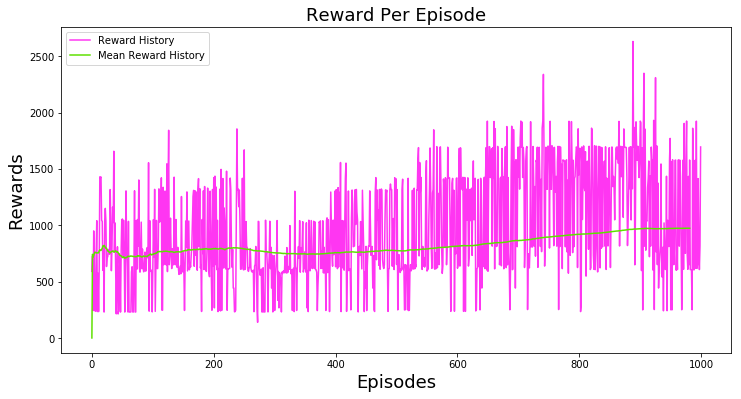 Reward Per Episode
Reward History
Mean Reward History
Rewards
2500
2000
1500
1000
500
0
0 200 400 600 800 1000
Episodes